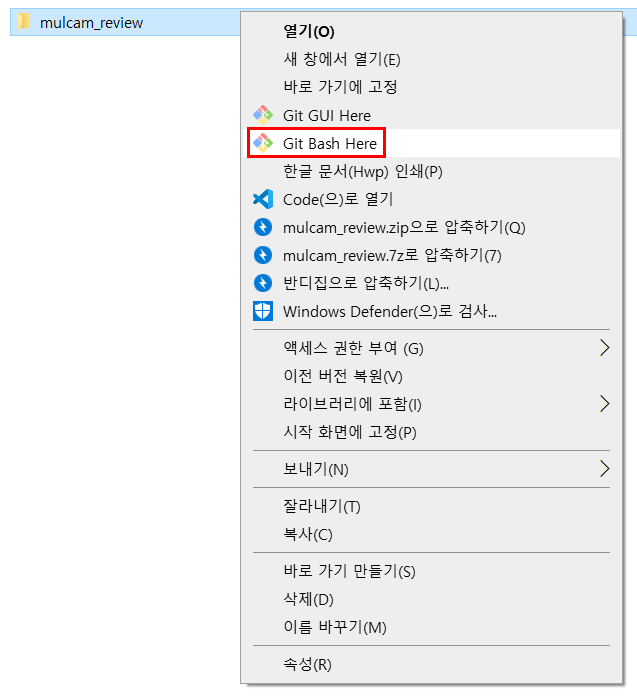 mulcam_review
열기(O)
새 창에서 열기(E)
바로 가기에 고정
Git GUI Here
Git Bash Here
한글 문서(Hwp) 인쇄(P)
Code(으)로 열기
mulcam_review.zip으로 압축하기(Q)
mulcam_review.7z로 압축하기(7)
반디집으로 압축하기(L)...
Windows Defender(으)로 검사...
액세스 권한 부여 (G)
이전 버전 복원(V)
라이브러리에 포함(I)
시작 화면에 고정(P)
보내기(N)
잘라내기(T)
복사(C)
바로 가기 만들기(S)
삭제(D)
이름 바꾸기(M)
속성(R)